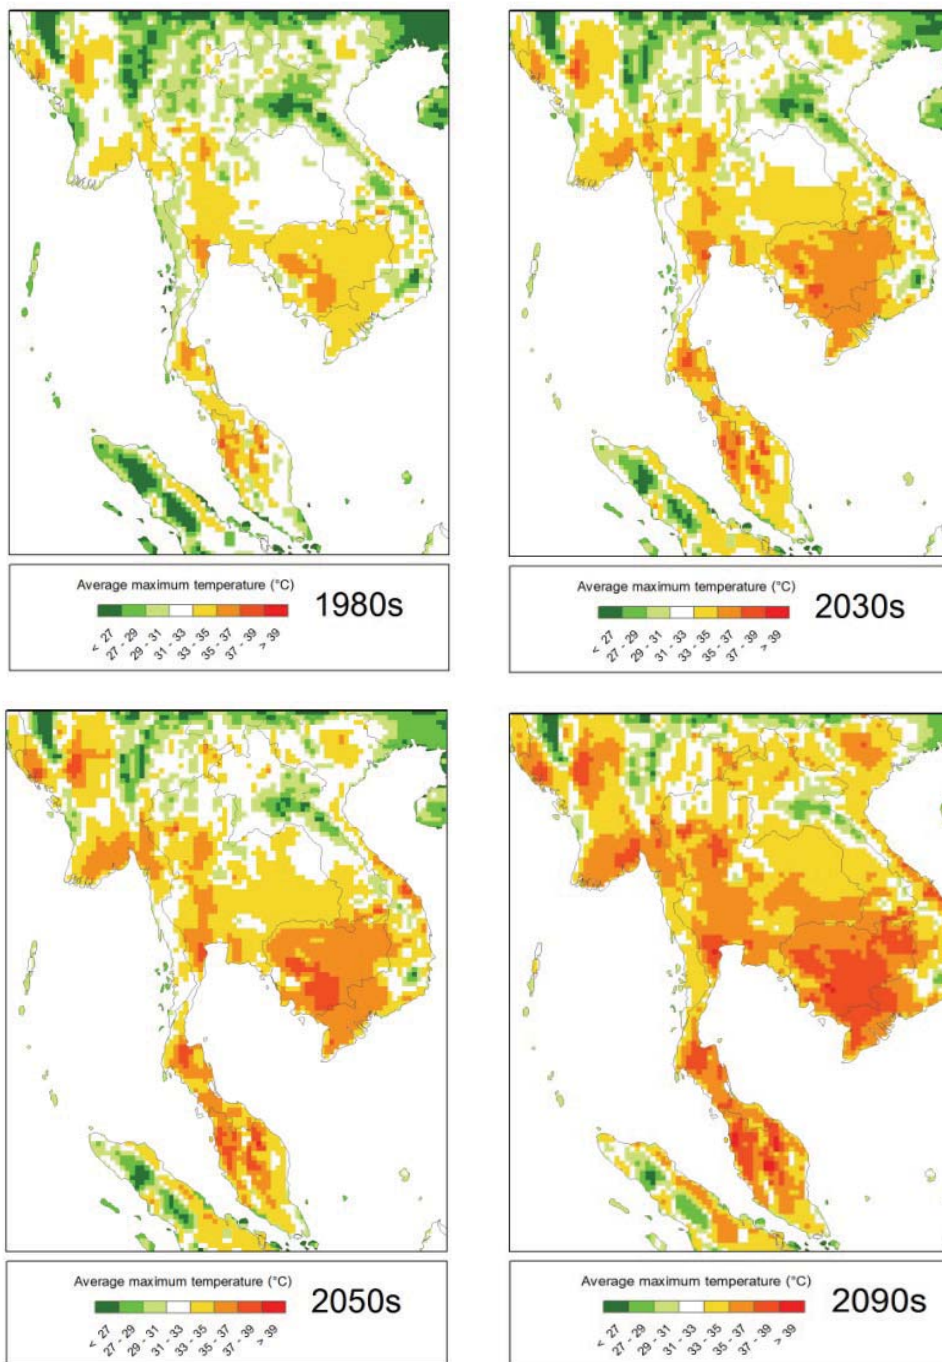 Average maximum temperature (°C)
1980s
< 27
27 - 29
29 - 31
31 - 33
33 - 35
35 - 37
37 - 39
> 39
Average maximum temperature (°C)
2030s
< 27
27 - 29
29 - 31
31 - 33
33 - 35
35 - 37
37 - 39
> 39
Average maximum temperature (°C)
2050s
< 27
27 - 29
29 - 31
31 - 33
33 - 35
35 - 37
37 - 39
> 39
Average maximum temperature (°C)
2090s
< 27
27 - 29
29 - 31
31 - 33
33 - 35
35 - 37
37 - 39
> 39